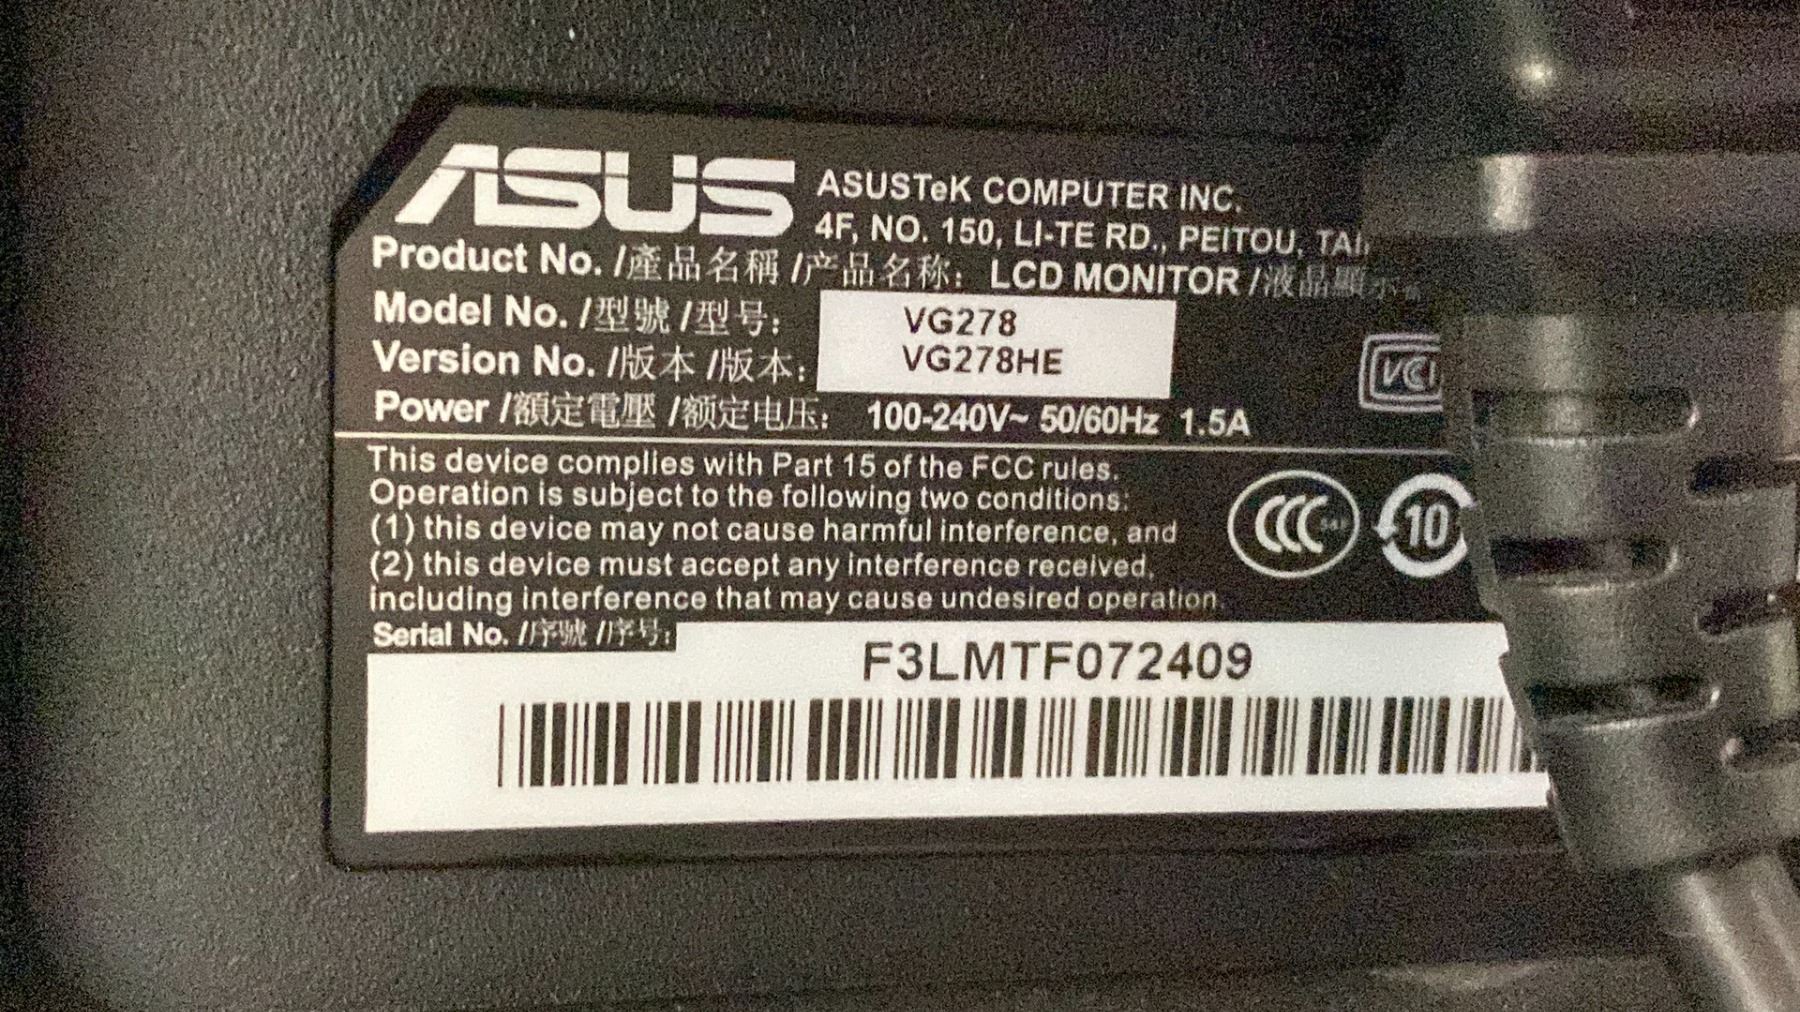 ASUS
ASUSTeK COMPUTER INC.
4F, NO. 150, LI-TE RD., PEITOU,
Product No. /產品名稱 /产品名称: LCD MONITOR /液晶顯示
Model No. /型號 /型号: VG278
Version No. /版本 /版本: VG278HE
Power /額定電壓 /额定电压: 100-240V~ 50/60Hz 1.5A
This device complies with Part 15 of the FCC rules.
Operation is subject to the following two conditions:
(1) this device may not cause harmful interference, and
(2) this device must accept any interference received,
including interference that may cause undesired operation.
CCC
10
Serial No. /序號 /序号:
F3LMTF072409